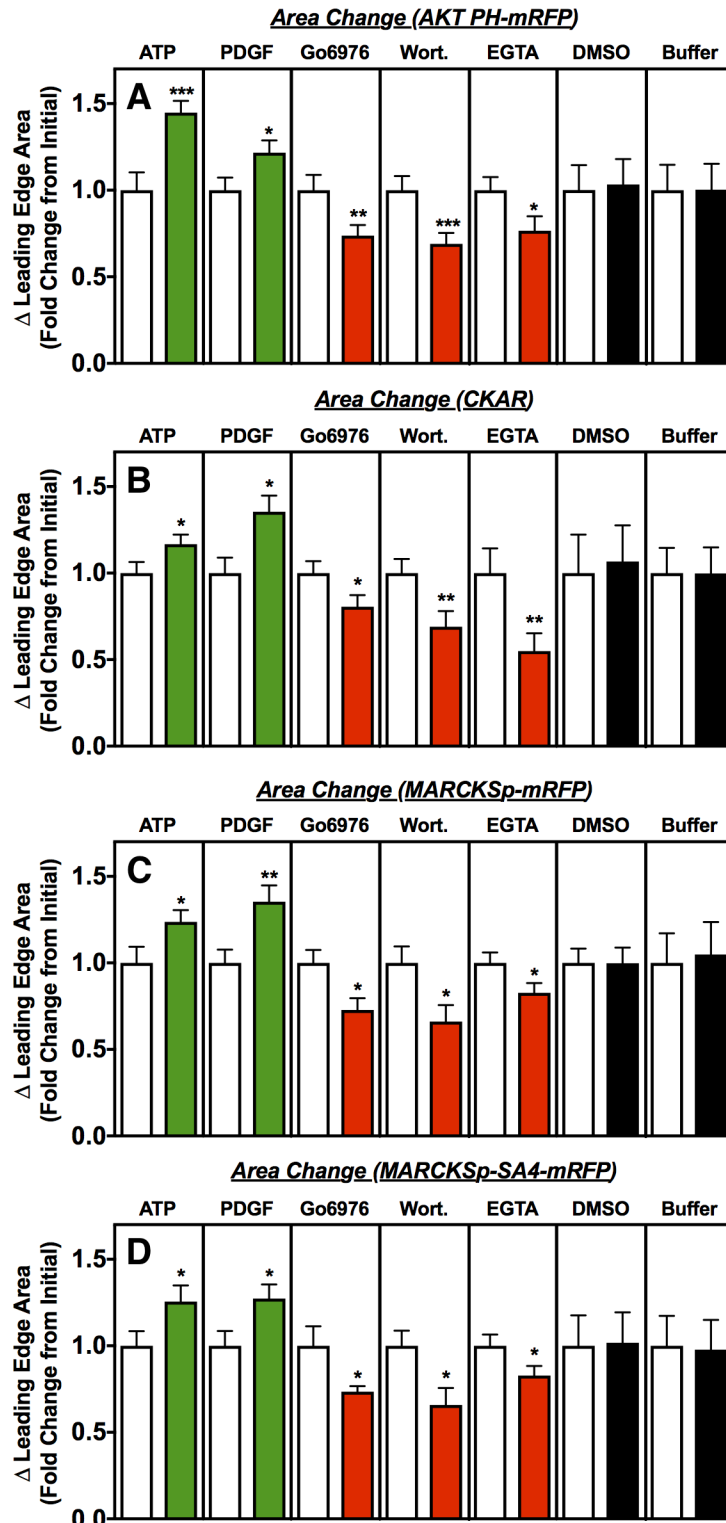 Area Change (AKT PH-mRFP)
ATP PDGF Go6976 Wort. EGTA DMSO Buffer
A
Δ Leading Edge Area
(Fold Change from Initial)
1.5
1.0
0.5
0.0
*** * ** *** *
Area Change (CKAR)
ATP PDGF Go6976 Wort. EGTA DMSO Buffer
B
Δ Leading Edge Area
(Fold Change from Initial)
1.5
1.0
0.5
0.0
* * * ** **
Area Change (MARCKSp-mRFP)
ATP PDGF Go6976 Wort. EGTA DMSO Buffer
C
Δ Leading Edge Area
(Fold Change from Initial)
1.5
1.0
0.5
0.0
* ** * * *
Area Change (MARCKSp-SA4-mRFP)
ATP PDGF Go6976 Wort. EGTA DMSO Buffer
D
Δ Leading Edge Area
(Fold Change from Initial)
1.5
1.0
0.5
0.0
* * * * *